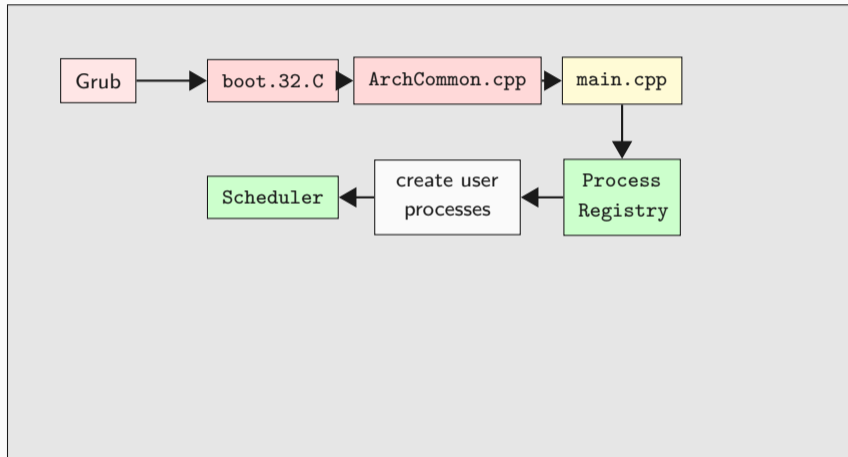 Grub
boot.32.C
ArchCommon.cpp
main.cpp
Process
Registry
create user
processes
Scheduler